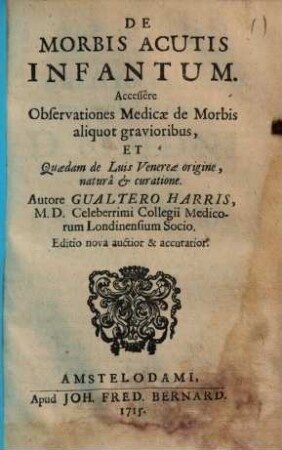 DE
MORBIS ACUTIS
INFANTUM.
Accessêre
Observationes Medicæ de Morbis
aliquot gravioribus,
ET
Quædam de Luis Venereæ origine,
naturâ & curatione.
Autore GUALTERO HARRIS,
M. D. Celeberrimi Collegii Medico-
rum Londinensium Socio.
Editio nova auctior & accuratior.
AMSTELODAMI,
Apud JOH. FRED. BERNARD.
1715.